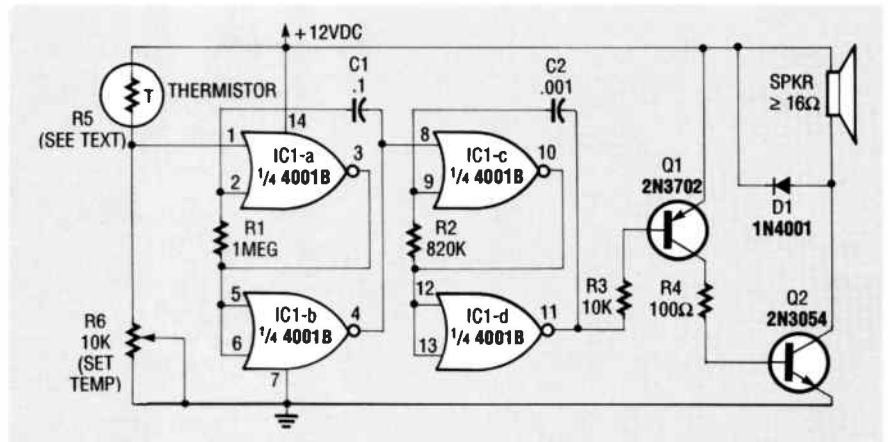 +12VDC
T
THERMISTOR
R5
(SEE TEXT)
R6
10K
(SET
TEMP)
1
2
14
3
IC1-a
1/4 4001B
R1
1MEG
5
6
4
7
IC1-b
1/4 4001B
C1
.1
8
9
10
IC1-c
1/4 4001B
C2
.001
R2
820K
12
13
11
IC1-d
1/4 4001B
R3
10K
Q1
2N3702
R4
100Ω
D1
1N4001
SPKR
≥ 16Ω
Q2
2N3054